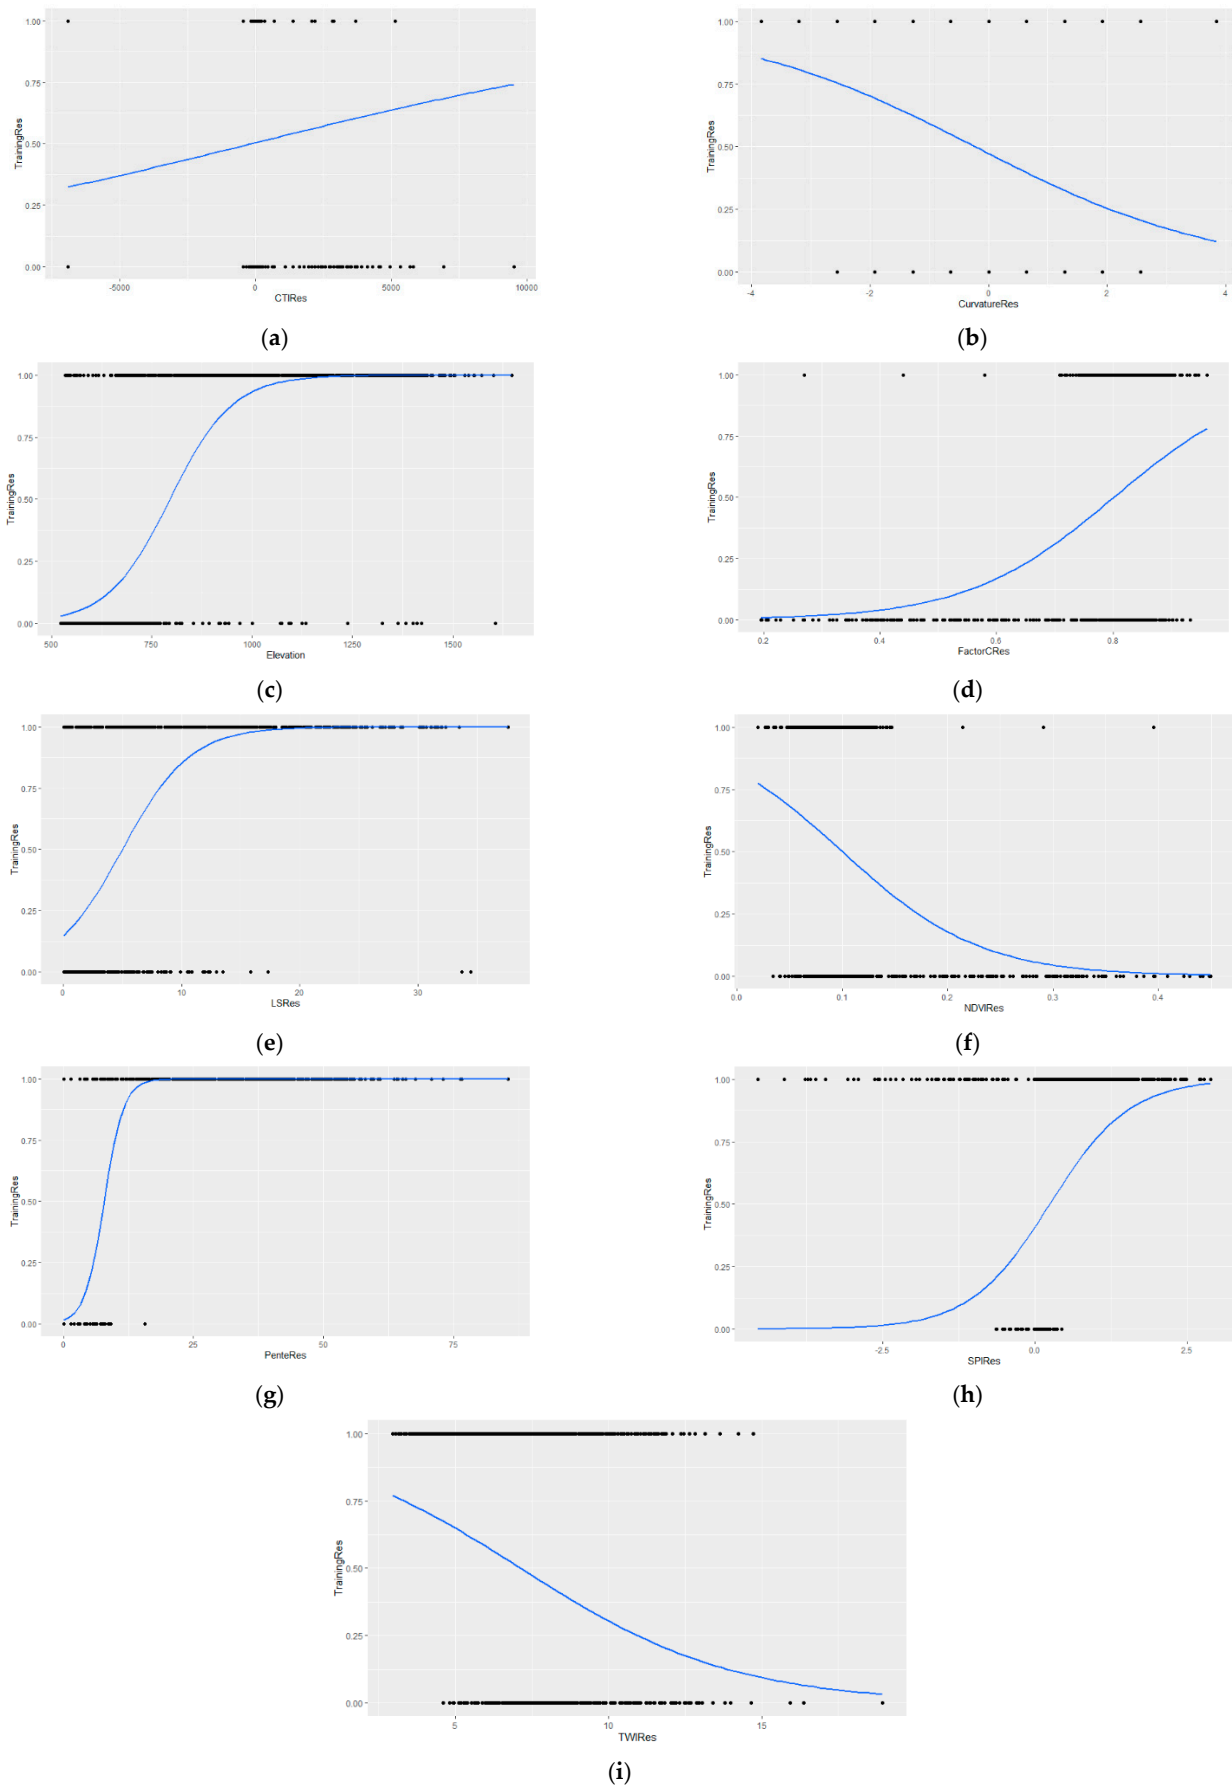 1.00
0.75
0.50
0.25
0.00
TrainingRes
-5000 0 5000 10000
CTIRes
(a)
1.00
0.75
0.50
0.25
0.00
TrainingRes
-4 -2 0 2 4
CurvatureRes
(b)
1.00
0.75
0.50
0.25
0.00
TrainingRes
500 750 1000 1250 1500
Elevation
(c)
1.00
0.75
0.50
0.25
0.00
TrainingRes
0.2 0.4 0.6 0.8
FactorCRes
(d)
1.00
0.75
0.50
0.25
0.00
TrainingRes
0 10 20 30
LSRes
(e)
1.00
0.75
0.50
0.25
0.00
TrainingRes
0.0 0.1 0.2 0.3 0.4
NDVIRes
(f)
1.00
0.75
0.50
0.25
0.00
TrainingRes
0 25 50 75
PenteRes
(g)
1.00
0.75
0.50
0.25
0.00
TrainingRes
-2.5 0.0 2.5
SPIRes
(h)
1.00
0.75
0.50
0.25
0.00
TrainingRes
5 10 15
TWIRes
(i)